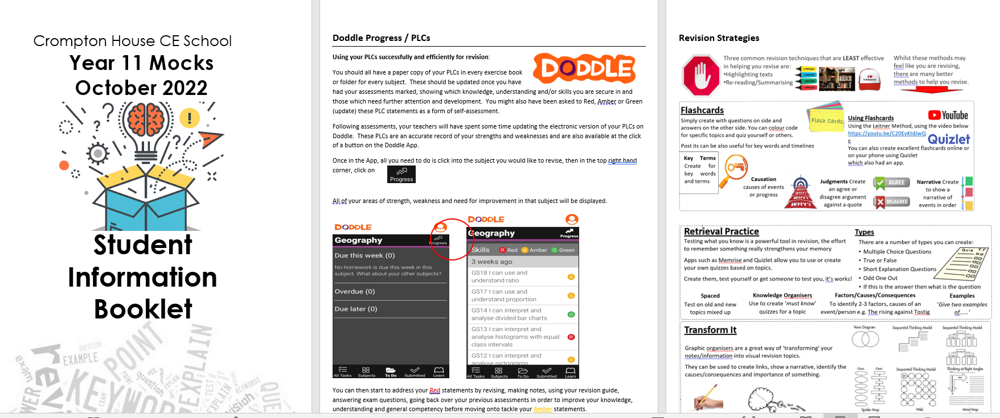 Crompton House CE School
Year 11 Mocks
October 2022
!
Student
Information
Booklet
QUESTION
EXAMPLE
POINT
EXPLAIN
exam
KEYWORD
question
KEYWORDS
Doddle Progress / PLCs
Using your PLCs successfully and efficiently for revision:
DODDLE
You should all have a paper copy of your PLCs in every exercise book
or folder for every subject.  These should be updated once you have
had your assessments marked, showing which knowledge, understanding and/or skills you are secure in and
those which need further attention and development.  You might also have been asked to Red, Amber or Green
(update) these PLC statements as a form of self-assessment.
Following assessments, your teachers will have spent some time updating the electronic version of your PLCs on
Doddle.  These PLCs are an accurate record of your strengths and weaknesses and are also available at the click
of a button on the Doddle App.
Once in the App, all you need to do is click into the subject you would like to revise, then in the top right hand
corner, click on
Progress
All of your areas of strength, weakness and need for improvement in that subject will be displayed.
DODDLE
Geography
Progress
Due this week (0)
No homework is due this week in this
subject. What about your other subjects?
Overdue (0)
Due later (0)
All Tasks Subjects To Do Submitted Learn
DODDLE
Geography
Progress
Skills R Red A Amber G Green
3 weeks ago
GS18 I can use and
understand ratio
A
GS17 I can use and
understand proportion
A
GS14 I can interpret and
analyse divided bar charts
G
GS13 I can interpret and
analyse histograms with equal
class intervals
R
GS12 I can interpret and
analyse pictograms
A
All Tasks Subjects To Do Submitted Learn
You can then start to address your Red statements by revising, making notes, using your revision guide,
answering exam questions, going back over your previous assessments in order to improve your knowledge,
understanding and general competency before moving onto tackle your Amber statements.
Revision Strategies
Three common revision techniques that are LEAST effective
in helping you revise are:
•Highlighting texts
•Re-reading/Summarising
Whilst these methods may
feel like you are revising,
there are many better
methods to help you revise.
Flashcards
Simply create with questions on side and
answers on the other side. You can colour code
for specific topics and quiz yourself or others.
Post its can be also useful for key words and timelines
Flash Cards
YouTube
Using Flashcards
Using the Leitner Method, using the video below
https://youtu.be/C20EvKtdJwQ
c
Quizlet
You can also create excellent flashcards online or
on your phone using Quizlet
which also had an app.
Key Terms
Create for
key words
and terms
WORD
Causation
causes of events
or progress
WHY?
WHY?
Judgments Create
an agree or
disagree argument
against a quote
AGREE
DISAGREE
Narrative Create
to show a
narrative of
events in order
Retrieval Practice
Testing what you know is a powerful tool in revision, the effort
to remember something really strengthens your memory
Apps such as Memrise and Quizlet allow you to use or create
your own quizzes based on topics.
Create them, test yourself or get someone to test you, it's works!
Types
There are a number of types you can create:
• Multiple Choice Questions
• True or False
• Short Explanation Questions
• Odd One Out
• If this is the answer then what is the question
Quiz T F
Spaced
Test on old and new
topics mixed up
Knowledge Organisers
Use to create 'must know'
quizzes for a topic
Factors/Causes/Consequences
To identify 2-3 factors, causes of an
event/person e.g. The rising against Tostig
Examples
'Give two examples
of.....'
Transform It
Graphic organisers are a great way of 'transforming' your
notes/information into visual revision topics.
They can be used to create links, show a narrative, identify the
causes/consequences and importance of something.
Venn Diagram
Sequential Thinking Model
Sequential Thinking Model
Chain
Chain
Sequential Thinking Model
Thinking at Right Angles
Spider Map
Web
Mind Map